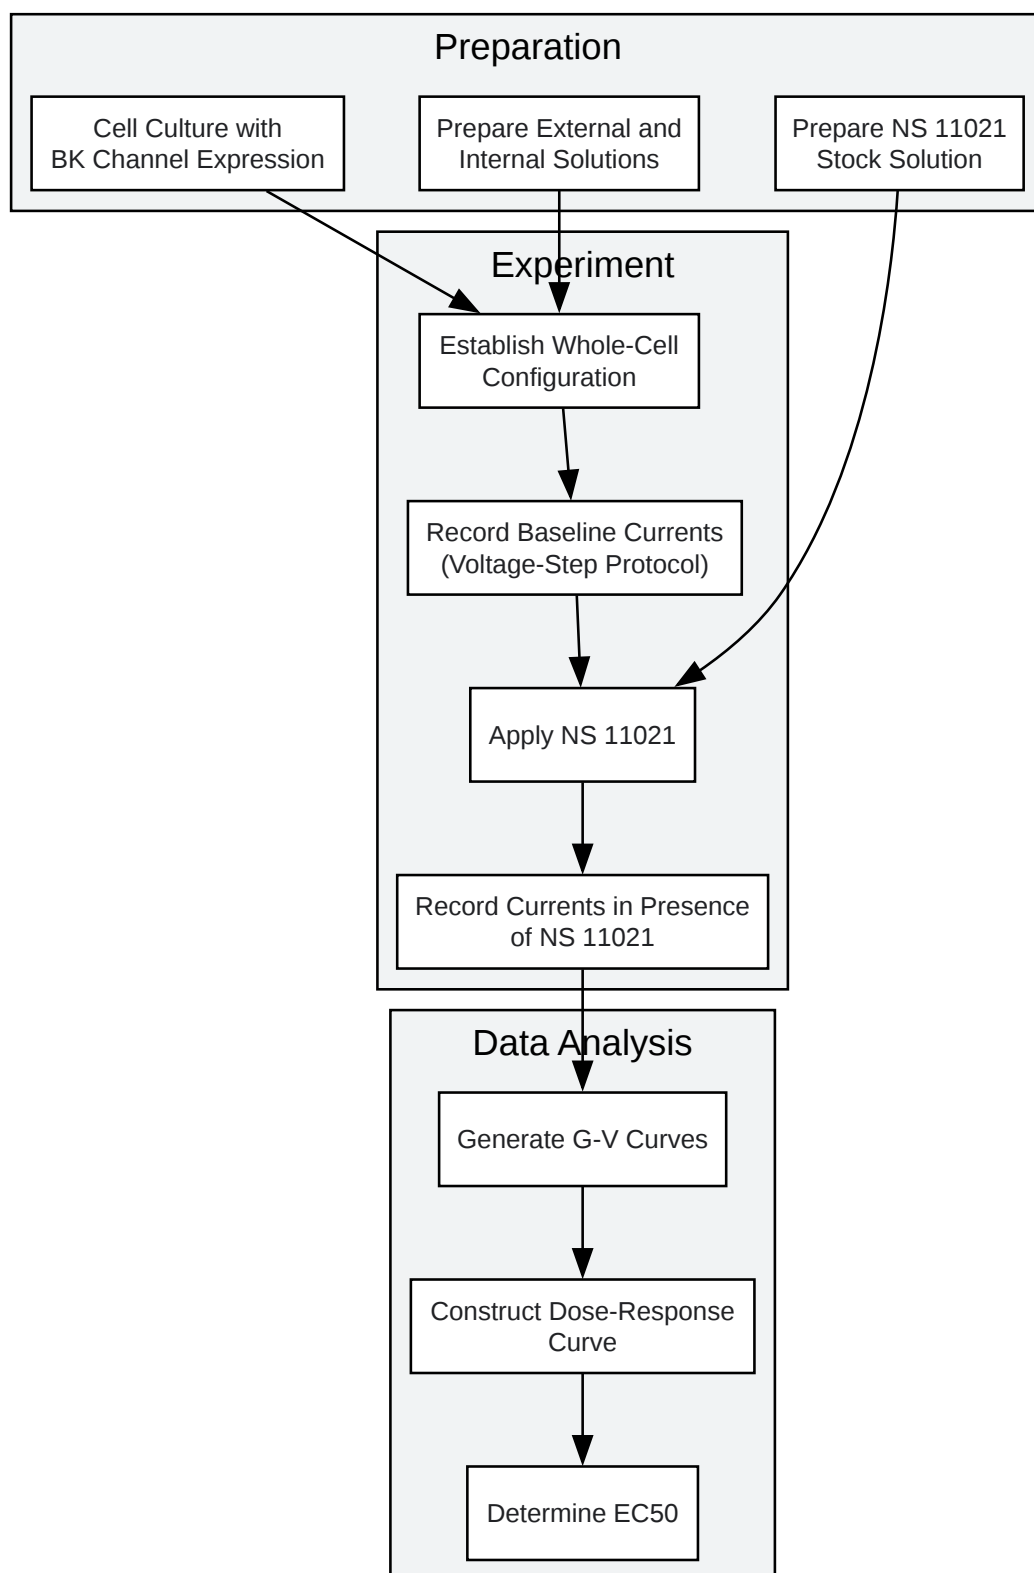 Preparation
Cell Culture with
BK Channel Expression
Prepare External and
Internal Solutions
Prepare NS 11021
Stock Solution
Experiment
Establish Whole-Cell
Configuration
Record Baseline Currents
(Voltage-Step Protocol)
Apply NS 11021
Record Currents in Presence
of NS 11021
Data Analysis
Generate G-V Curves
Construct Dose-Response
Curve
Determine EC50